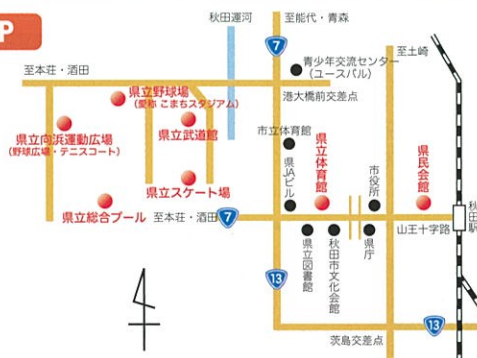 P
秋田運河
至能代・青森
7
青少年交流センター
(ユースパル)
至土崎
至本荘・酒田
県立野球場
(愛称 こまちスタジアム)
港大橋前交差点
県立向浜運動広場
(野球広場・テニスコート)
県立武道館
市立体育館
県立体育館
県JAビル
市役所
県民会館
県立スケート場
県立総合プール
至本荘・酒田
7
山王十字路
秋田駅
県立図書館
秋田市文化会館
県庁
13
13
茨島交差点